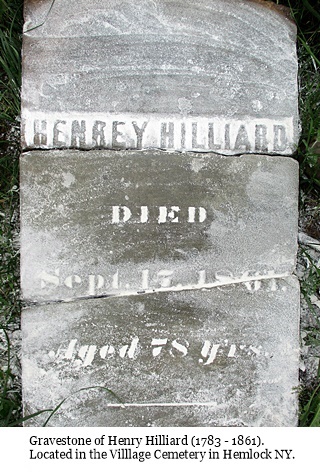 HENREY HILLIARD
DIED
Sept. 17. 1861.
Aged 78 Yrs.
Gravestone of Henry Hilliard (1783 - 1861).
Located in the Villlage Cemetery in Hemlock NY.